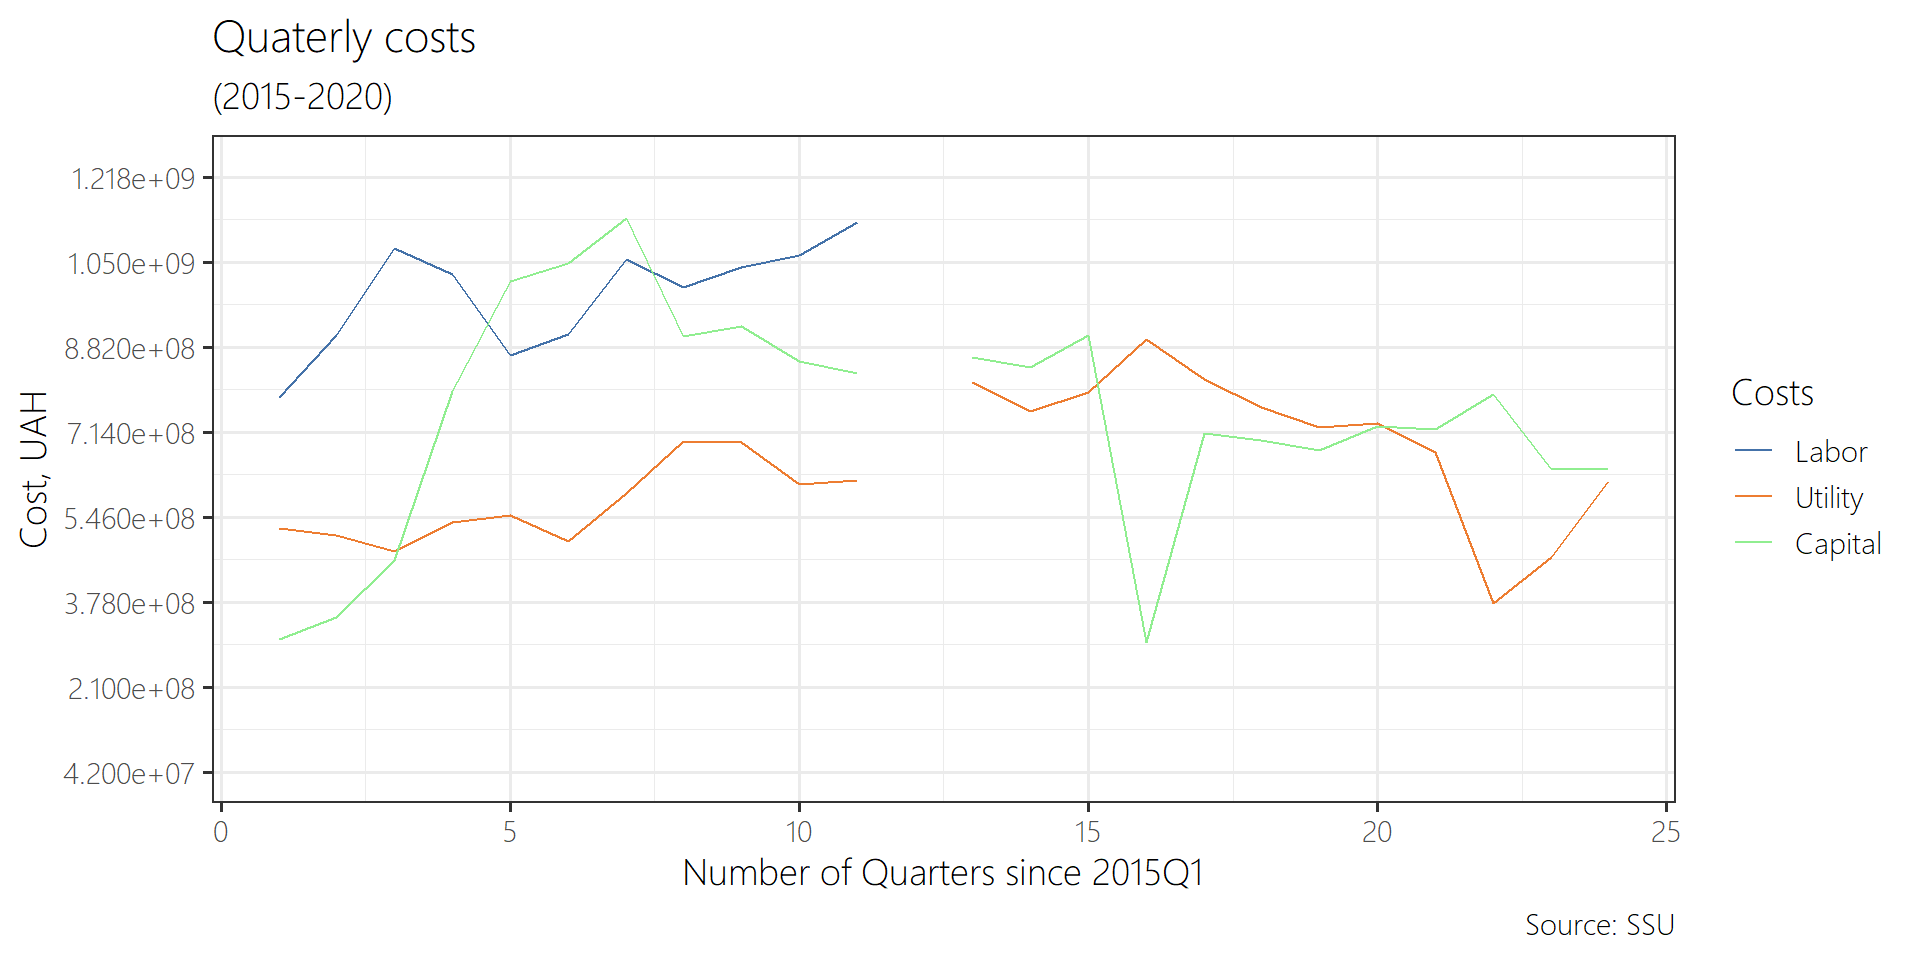 Quaterly costs
(2015-2020)
1.218e+09
1.050e+09
8.820e+08
7.140e+08
5.460e+08
3.780e+08
2.100e+08
4.200e+07
Cost, UAH
0 5 10 15 20 25
Number of Quarters since 2015Q1
Costs
Labor
Utility
Capital
Source: SSU